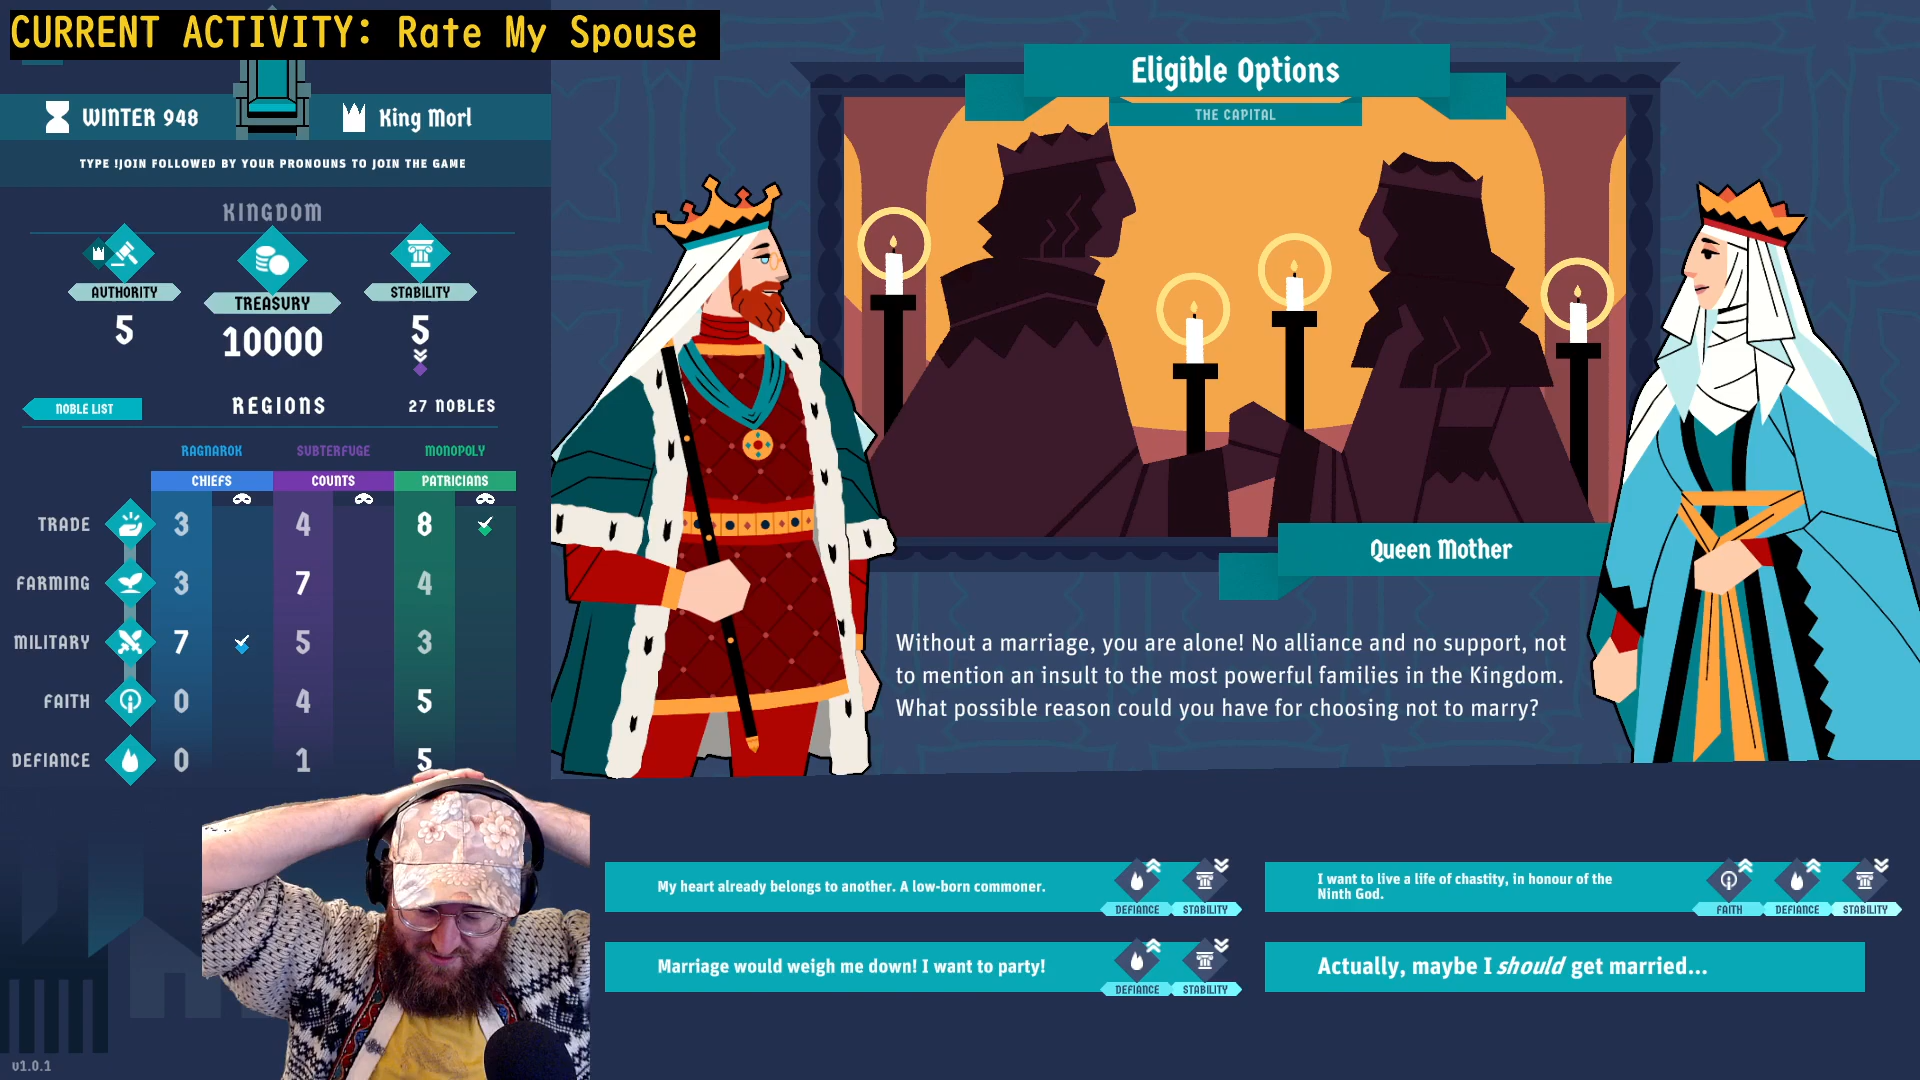 CURRENT ACTIVITY: Rate My Spouse
WINTER 948
King Morl
TYPE !JOIN FOLLOWED BY YOUR PRONOUNS TO JOIN THE GAME
KINGDOM
AUTHORITY
TREASURY
STABILITY
5
10000
5
NOBLE LIST
REGIONS
27 NOBLES
RAGNAROK
SUBTERFUGE
MONOPOLY
CHIEFS
COUNTS
PATRICIANS
TRADE 3 4 8
FARMING 3 7 4
MILITARY 7 5 3
FAITH 0 4 5
DEFIANCE 0 1 5
v1.0.1
Eligible Options
THE CAPITAL
Queen Mother
Without a marriage, you are alone! No alliance and no support, not
to mention an insult to the most powerful families in the Kingdom.
What possible reason could you have for choosing not to marry?
My heart already belongs to another. A low-born commoner.
DEFIANCE
STABILITY
I want to live a life of chastity, in honour of the
Ninth God.
FAITH
DEFIANCE
STABILITY
Marriage would weigh me down! I want to party!
DEFIANCE
STABILITY
Actually, maybe I should get married...